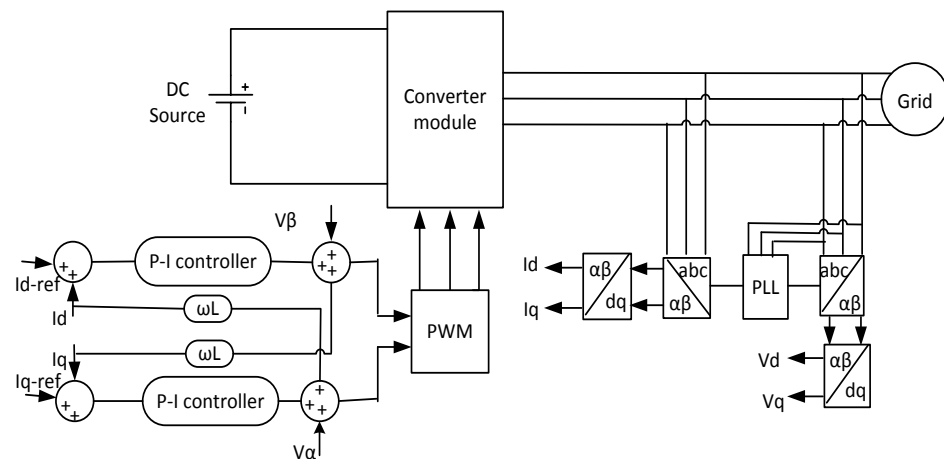 DC
Source
+
Converter
module
Grid
Vβ
P-I controller
+
+
+
++
Id-ref
Id
ωL
Iq
ωL
Iq-ref
P-I controller
+
+
+
++
Vα
PWM
Id
Iq
αβ
dq
abc
αβ
PLL
abc
αβ
Vd
Vq
αβ
dq